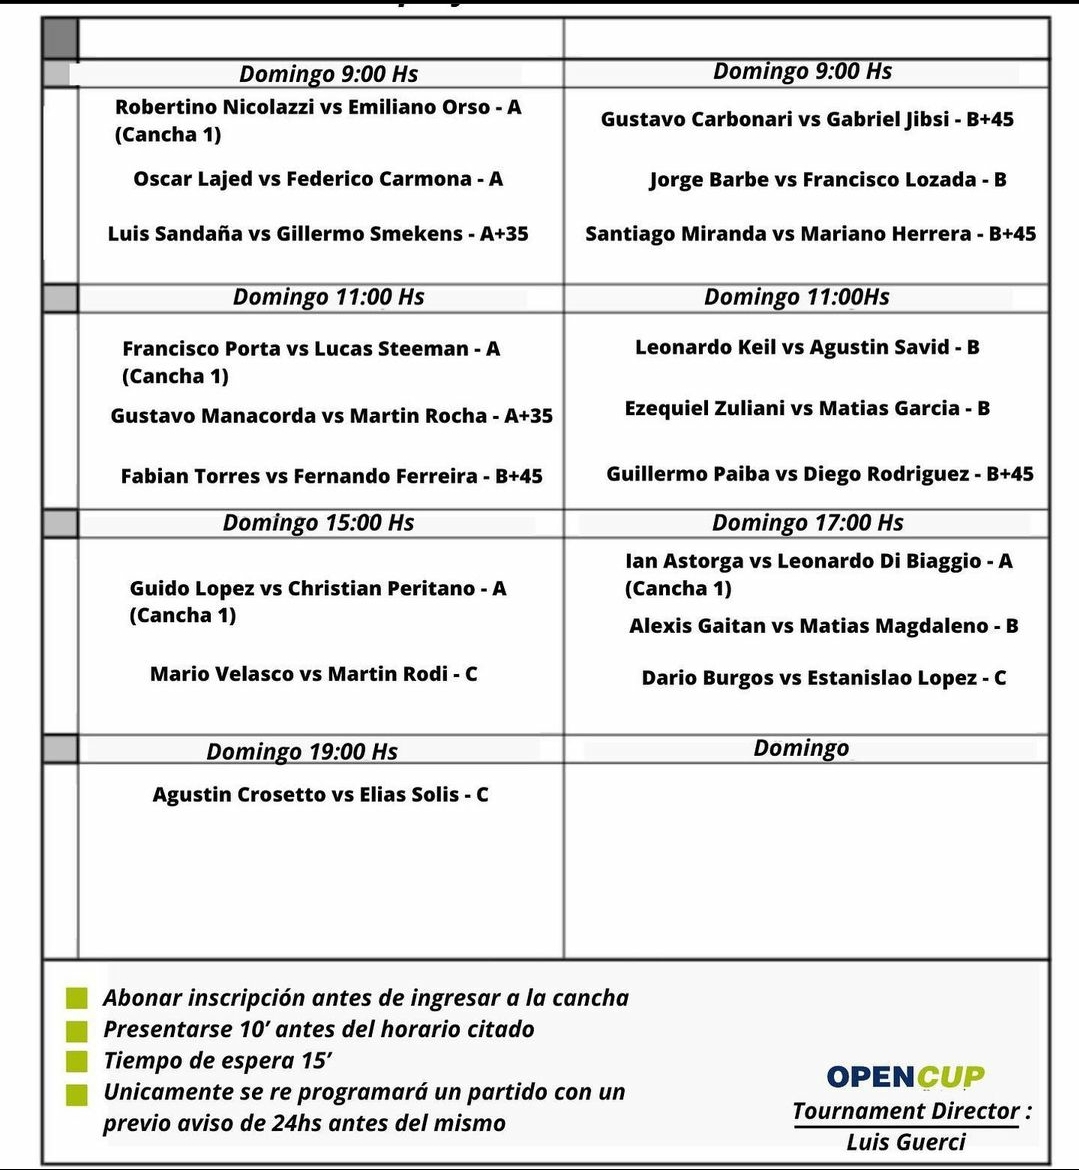 Domingo 9:00 Hs
Robertino Nicolazzi vs Emiliano Orso - A
(Cancha 1)
Oscar Lajed vs Federico Carmona - A
Luis Sandaña vs Gillermo Smekens - A+35
Domingo 9:00 Hs
Gustavo Carbonari vs Gabriel Jibsi - B+45
Jorge Barbe vs Francisco Lozada - B
Santiago Miranda vs Mariano Herrera - B+45
Domingo 11:00 Hs
Francisco Porta vs Lucas Steeman - A
(Cancha 1)
Gustavo Manacorda vs Martin Rocha - A+35
Fabian Torres vs Fernando Ferreira - B+45
Domingo 11:00Hs
Leonardo Keil vs Agustin Savid - B
Ezequiel Zuliani vs Matias Garcia - B
Guillermo Paiba vs Diego Rodriguez - B+45
Domingo 15:00 Hs
Guido Lopez vs Christian Peritano - A
(Cancha 1)
Mario Velasco vs Martin Rodi - C
Domingo 17:00 Hs
Ian Astorga vs Leonardo Di Biaggio - A
(Cancha 1)
Alexis Gaitan vs Matias Magdaleno - B
Dario Burgos vs Estanislao Lopez - C
Domingo 19:00 Hs
Agustin Crosetto vs Elias Solis - C
Domingo
Abonar inscripción antes de ingresar a la cancha
Presentarse 10’ antes del horario citado
Tiempo de espera 15’
Unicamente se re programará un partido con un
previo aviso de 24hs antes del mismo
OPENCUP
Tournament Director :
Luis Guerci